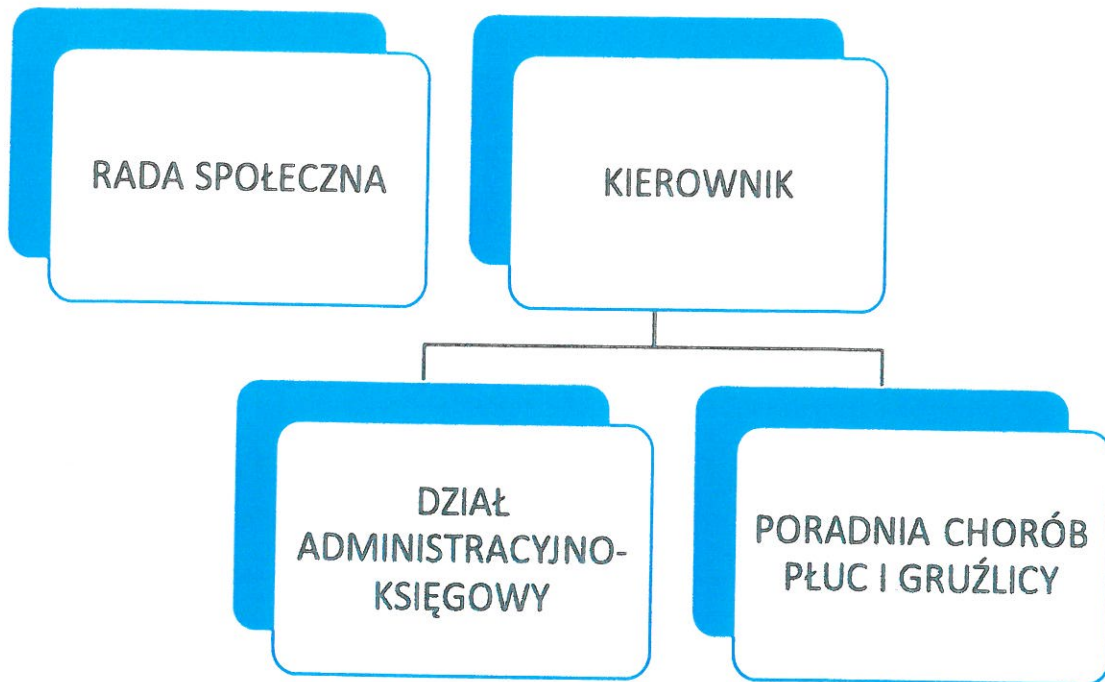 RADA SPOŁECZNA
KIEROWNIK
DZIAŁ
ADMINISTRACYJNO-
KSIĘGOWY
PORADNIA CHORÓB
PŁUC I GRUŹLICY